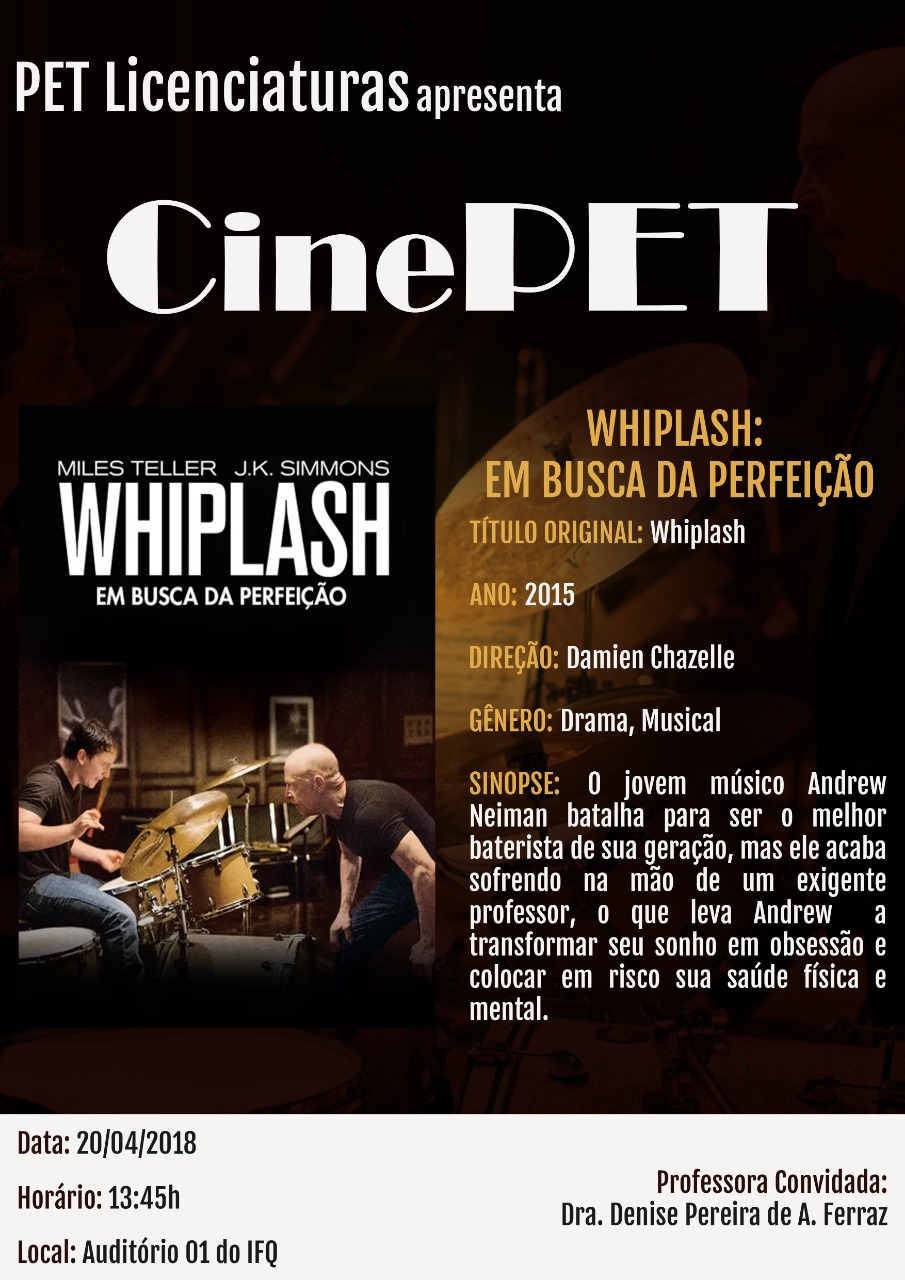 PET Licenciaturas apresenta
CinePET
MILES TELLER J.K. SIMMONS
WHIPLASH
EM BUSCA DA PERFEIÇÃO
WHIPLASH:
EM BUSCA DA PERFEIÇÃO
TÍTULO ORIGINAL: Whiplash
ANO: 2015
DIREÇÃO: Damien Chazelle
GÊNERO: Drama, Musical
SINOPSE: O jovem músico Andrew
Neiman batalha para ser o melhor
baterista de sua geração, mas ele acaba
sofrendo na mão de um exigente
professor, o que leva Andrew a
transformar seu sonho em obsessão e
colocar em risco sua saúde física e
mental.
Data: 20/04/2018
Horário: 13:45h
Local: Auditório 01 do IFQ
Professora Convidada:
Dra. Denise Pereira de A. Ferraz